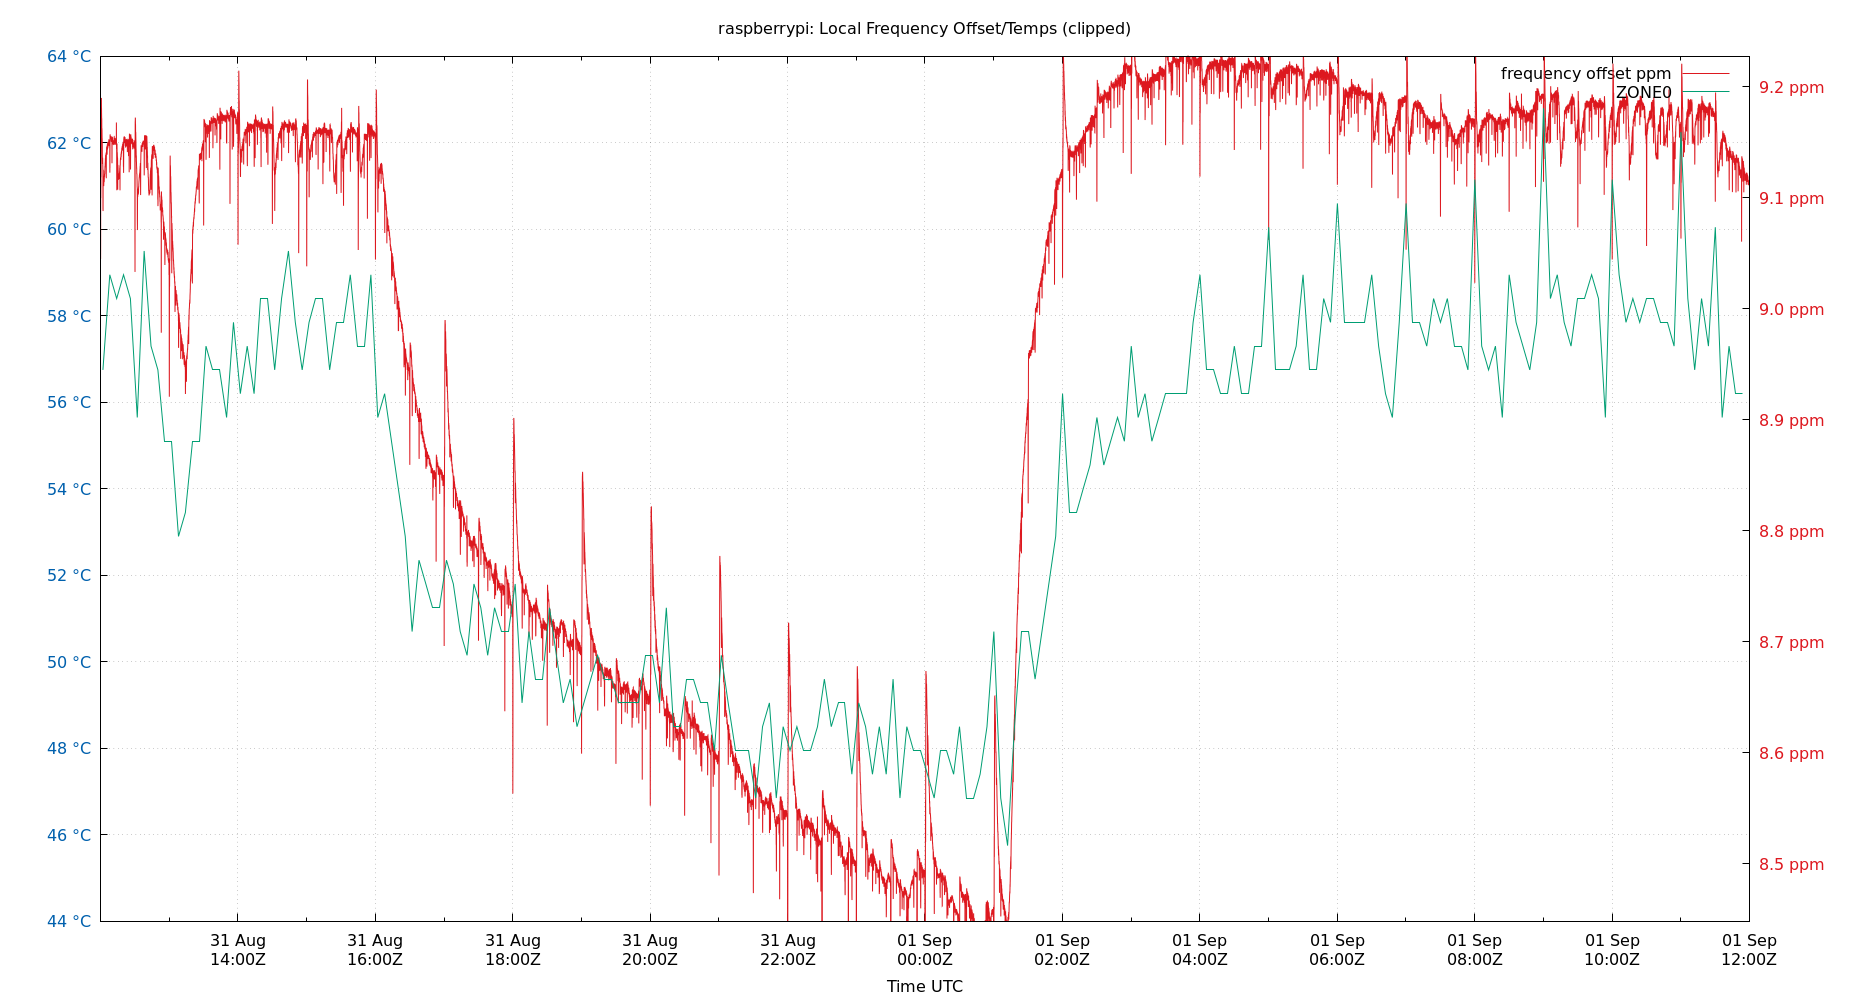 raspberrypi: Local Frequency Offset/Temps (clipped)
64 °C
62 °C
60 °C
58 °C
56 °C
54 °C
52 °C
50 °C
48 °C
46 °C
44 °C
frequency offset ppm
ZONE0
9.2 ppm
9.1 ppm
9.0 ppm
8.9 ppm
8.8 ppm
8.7 ppm
8.6 ppm
8.5 ppm
31 Aug 31 Aug 31 Aug 31 Aug 31 Aug 01 Sep 01 Sep 01 Sep 01 Sep 01 Sep 01 Sep 01 Sep
14:00Z 16:00Z 18:00Z 20:00Z 22:00Z 00:00Z 02:00Z 04:00Z 06:00Z 08:00Z 10:00Z 12:00Z
Time UTC